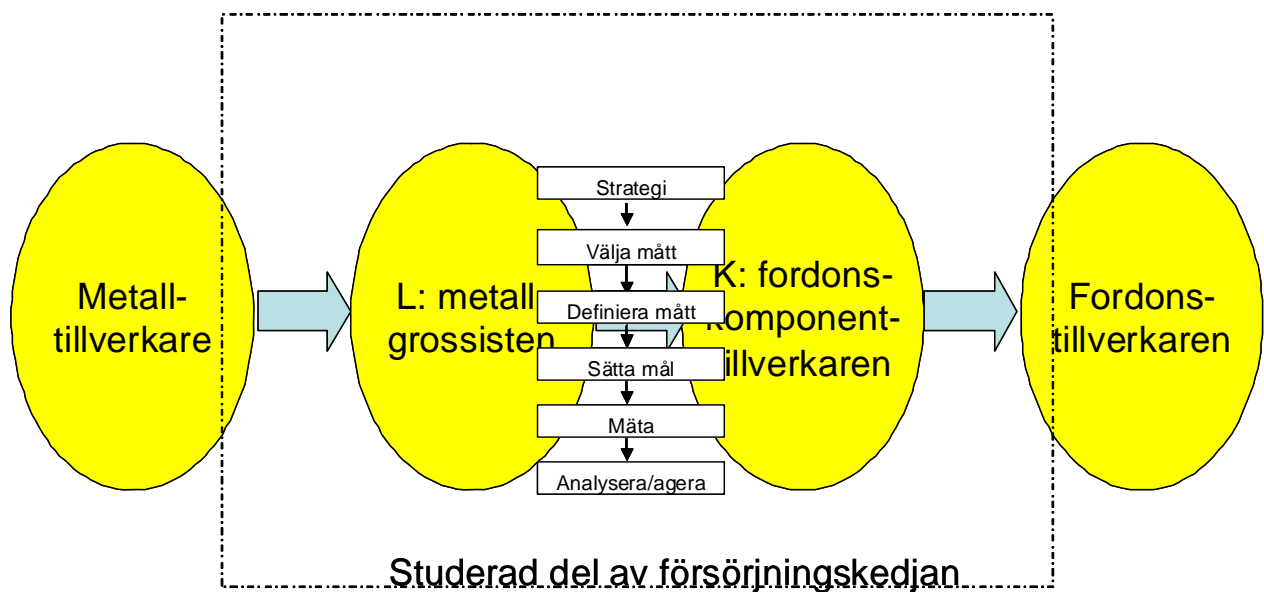 Metall-
tillverkare
L: metall
grossisten
Strategi
Välja mått
Definiera mått
Sätta mål
Mäta
Analysera/agera
K: fordons-
komponent-
illverkaren
Fordons-
tillverkaren
Studerad del av försörjningskedjan